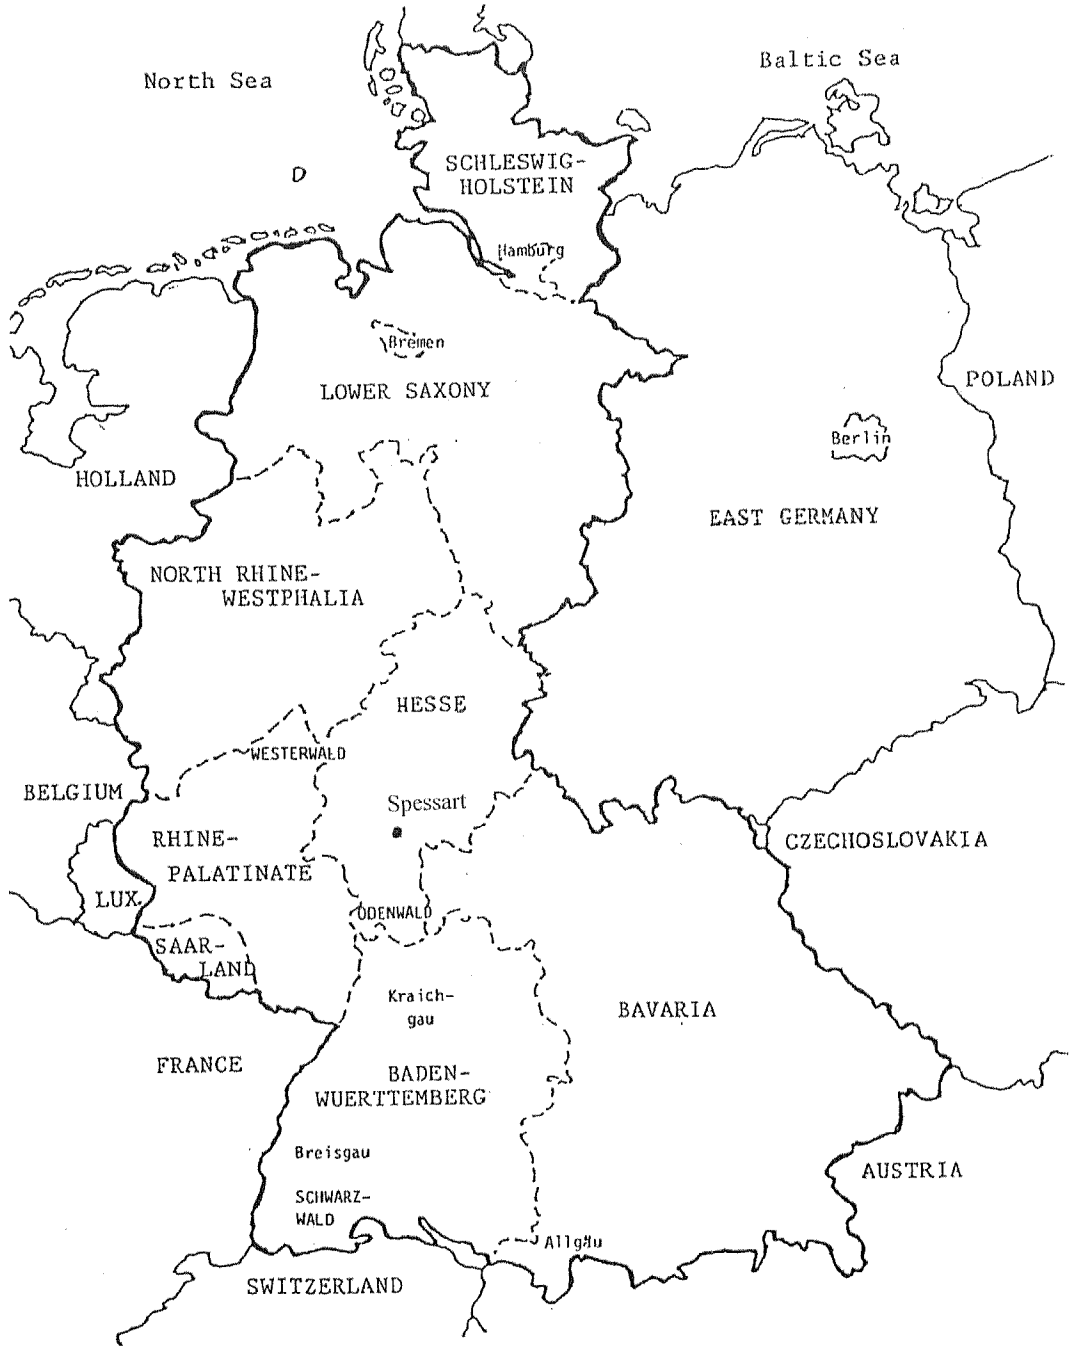 Baltic Sea
North Sea
SCHLESWIG-
HOLSTEIN
Hamburg
Bremen
LOWER SAXONY
POLAND
Berlin
HOLLAND
EAST GERMANY
NORTH RHINE-
WESTPHALIA
HESSE
WESTERWALD
BELGIUM
Spessart
RHINE-
PALATINATE
CZECHOSLOVAKIA
LUX.
ODENWALD
SAAR-
LAND
Kraich-
gau
BAVARIA
FRANCE
BADEN-
WUERTTEMBERG
Breisgau
AUSTRIA
SCHWARZ-
WALD
Allgäu
SWITZERLAND